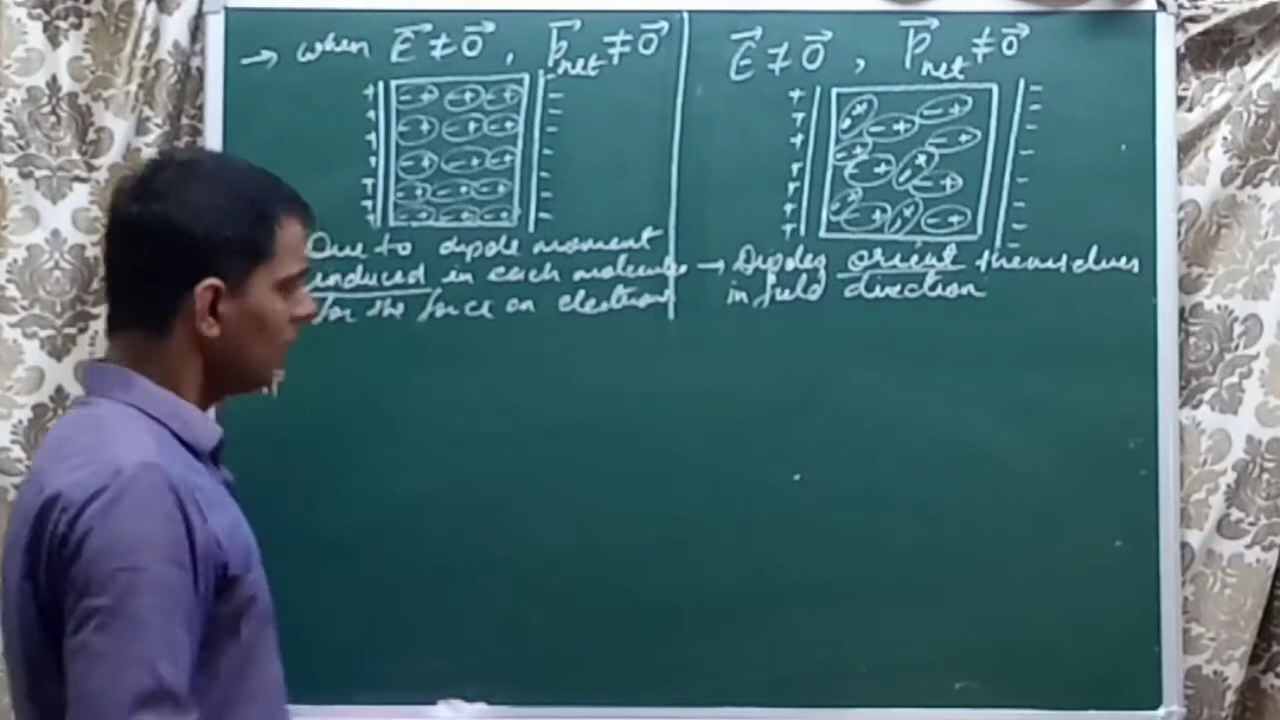 → when E⃗ ≠ 0⃗ , p⃗net ≠ 0⃗
+ - + - + - + -
+ - + - + - + -
+ - + - + - + -
+ - + - + - + -
+ - + - + - + -
Due to dipole moment
induced in each molecule
for the force on electrons
E⃗ ≠ 0⃗ , P⃗net ≠ 0⃗
→ Dipoles orient themselves
in field direction